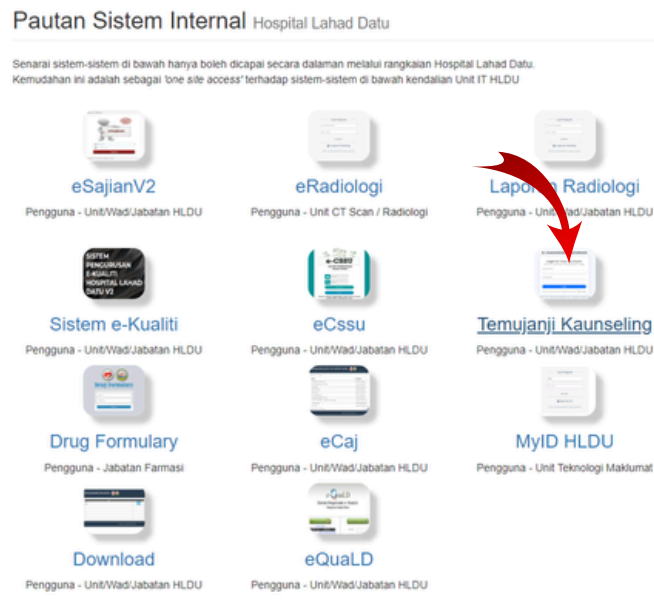 Pautan Sistem Internal Hospital Lahad Datu
Senarai sistem-sistem di bawah hanya boleh dicapai secara dalaman melalui rangkaian Hospital Lahad Datu.
Kemudahan ini adalah sebagai 'one site access' terhadap sistem-sistem di bawah kendalian Unit IT HLDU
eSajianV2
Pengguna - Unit/Wad/Jabatan HLDU
eRadiologi
Pengguna - Unit CT Scan / Radiologi
Laporan Radiologi
Pengguna - Unit/Wad/Jabatan HLDU
SISTEM
PENGURUSAN
E-KUALITI
HOSPITAL LAHAD
DATU V2
Sistem e-Kualiti
Pengguna - Unit/Wad/Jabatan HLDU
e-CSSU
eCssu
Pengguna - Unit/Wad/Jabatan HLDU
Temujanji Kaunseling
Pengguna - Unit/Wad/Jabatan HLDU
Drug Formulary
Drug Formulary
Pengguna - Jabatan Farmasi
eCaj
Pengguna - Unit/Wad/Jabatan HLDU
MyID HLDU
Pengguna - Unit Teknologi Maklumat
Download
Pengguna - Unit/Wad/Jabatan HLDU
eQuaLD
eQuaLD
Pengguna - Unit/Wad/Jabatan HLDU